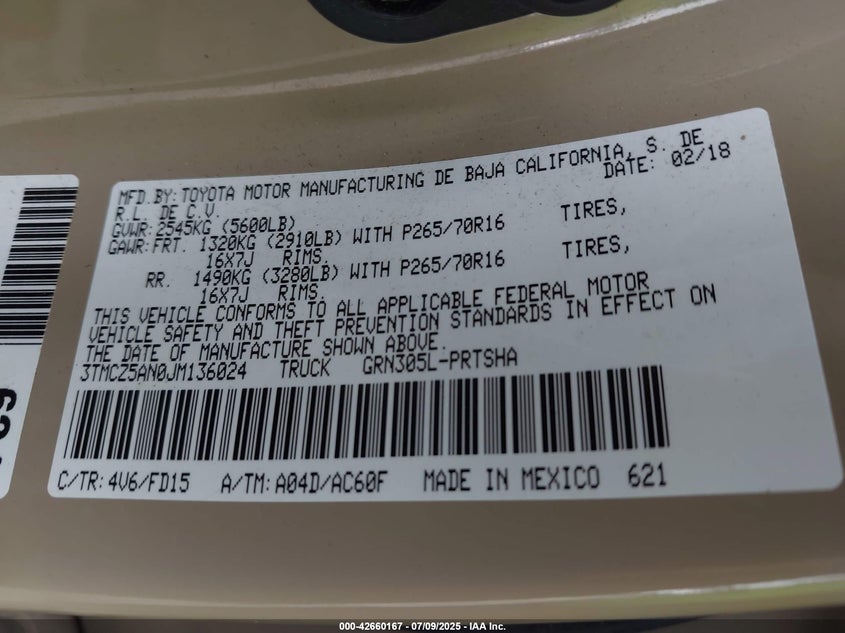 MFD.BY:TOYOTA MOTOR MANUFACTURING DE BAJA CALIFORNIA, S. DE
R.L. DE C.V. DATE: 02/18
GVWR:2545KG (5600LB)
GAWR:FRT. 1320KG (2910LB) WITH P265/70R16 TIRES,
16X7J RIMS.
RR. 1490KG (3280LB) WITH P265/70R16 TIRES,
16X7J RIMS.
THIS VEHICLE CONFORMS TO ALL APPLICABLE FEDERAL MOTOR
VEHICLE SAFETY AND THEFT PREVENTION STANDARDS IN EFFECT ON
THE DATE OF MANUFACTURE SHOWN ABOVE.
3TMCZ5AN0JM136024 TRUCK GRN305L-PRTSHA
C/TR:4V6/FD15 A/TM:A04D/AC60F MADE IN MEXICO 621
000-42660167 - 07/09/2025 - IAA Inc.